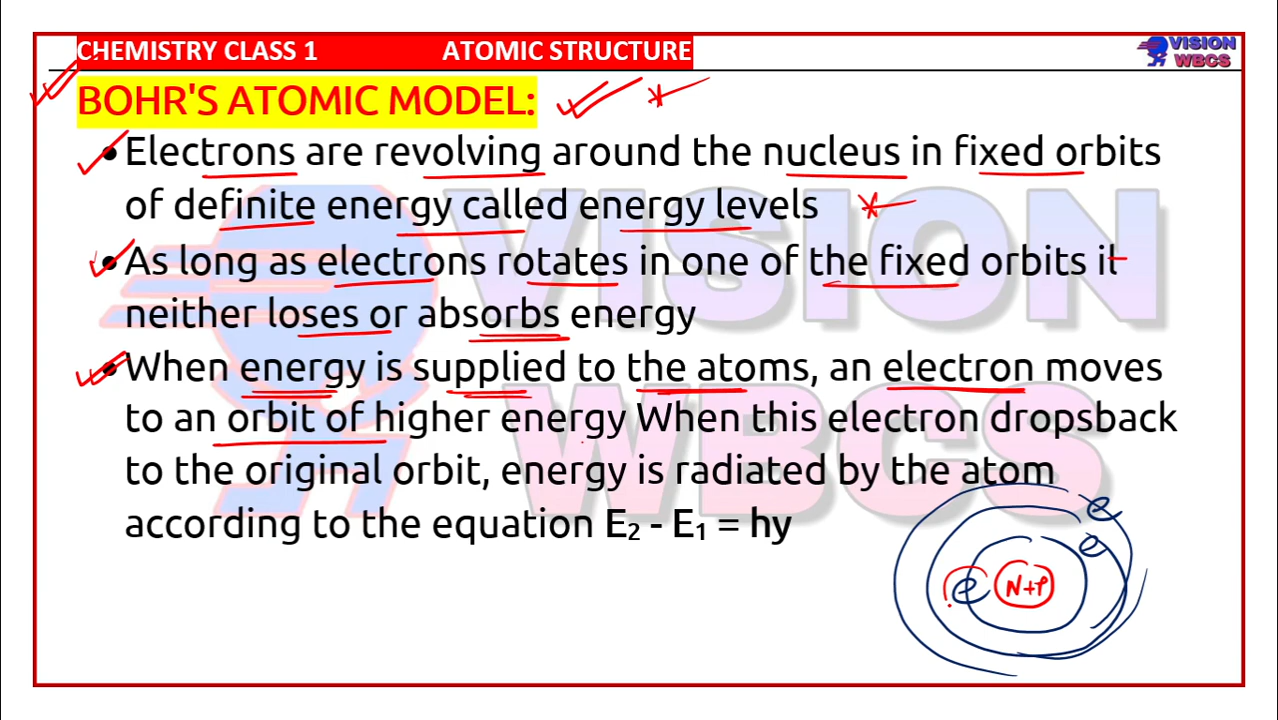 CHEMISTRY CLASS 1 ATOMIC STRUCTURE
VISION
WBCS
BOHR'S ATOMIC MODEL:
• Electrons are revolving around the nucleus in fixed orbits
of definite energy called energy levels
• As long as electrons rotates in one of the fixed orbits it
neither loses or absorbs energy
• When energy is supplied to the atoms, an electron moves
to an orbit of higher energy When this electron dropsback
to the original orbit, energy is radiated by the atom
according to the equation E₂ - E₁ = hy
e
e
e N+P
VISION
WBCS